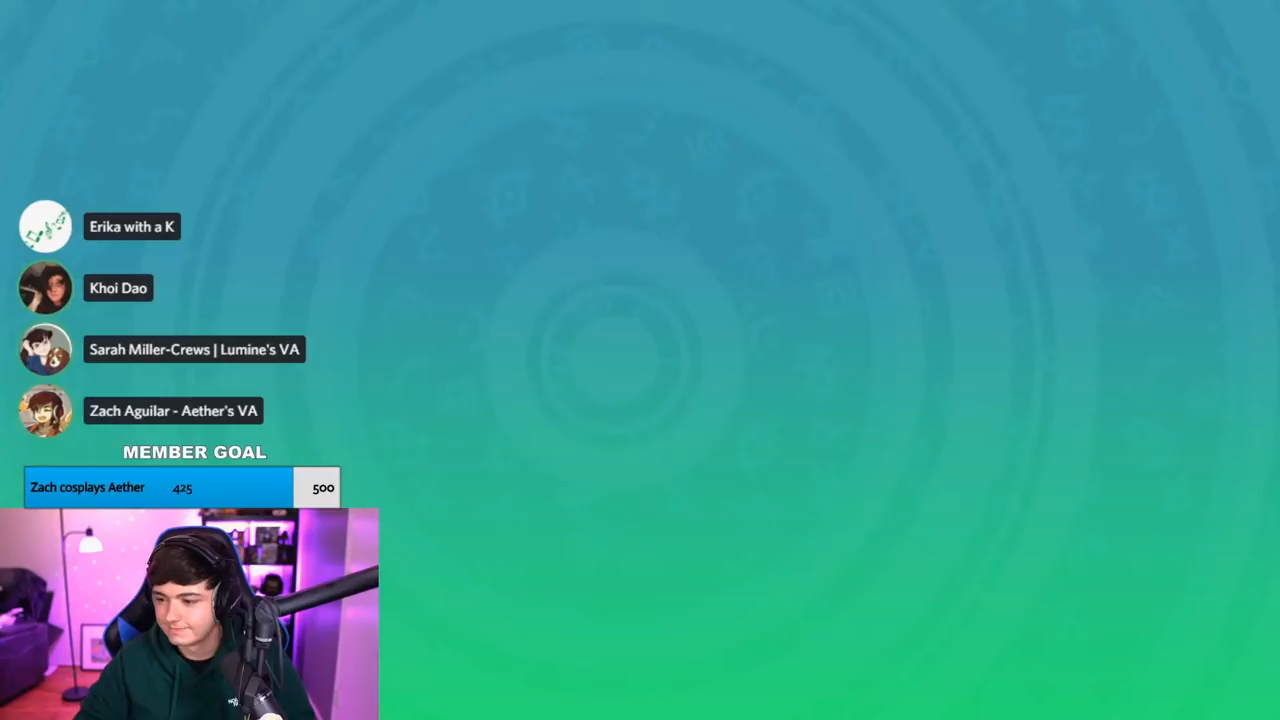 Erika with a K
Khoi Dao
Sarah Miller-Crews | Lumine's VA
Zach Aguilar - Aether's VA
MEMBER GOAL
Zach cosplays Aether 425 500